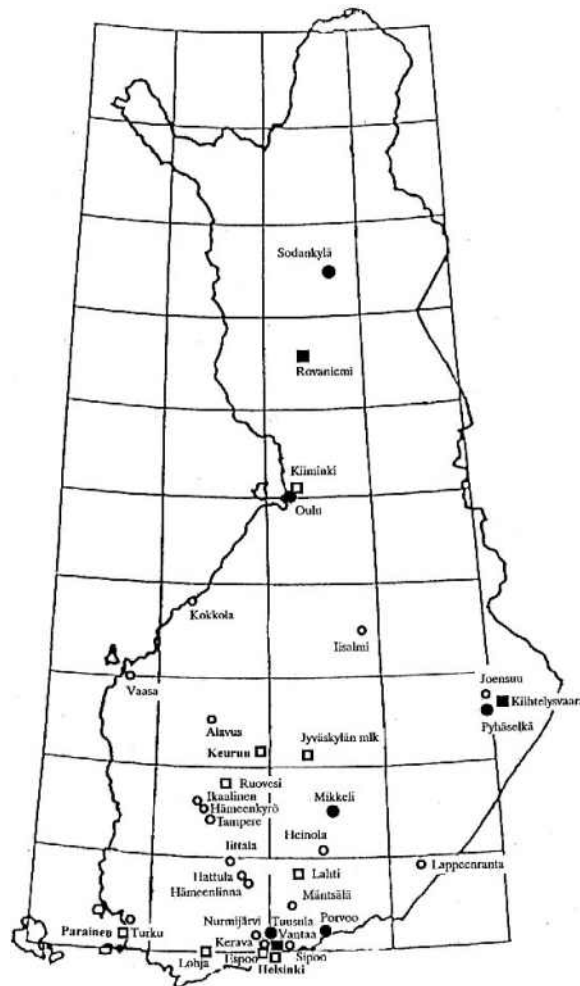 Sodankylä
Rovaniemi
Kiiminki
Oulu
Kokkola
Iisalmi
Vaasa
Joensuu
Kiihtelysvaara
Pyhäselkä
Alavus
Keuruu
Jyväskylän mlk
Ruovesi
Ikaalinen
Hämeenkyrö
Tampere
Mikkeli
Heinola
Iittala
Lappeenranta
Hattula
Lahti
Hämeenlinna
Mäntsälä
Nurmijärvi
Tuusula
Porvoo
Parainen
Turku
Kerava
Vantaa
Lohja
Espoo
Sipoo
Helsinki